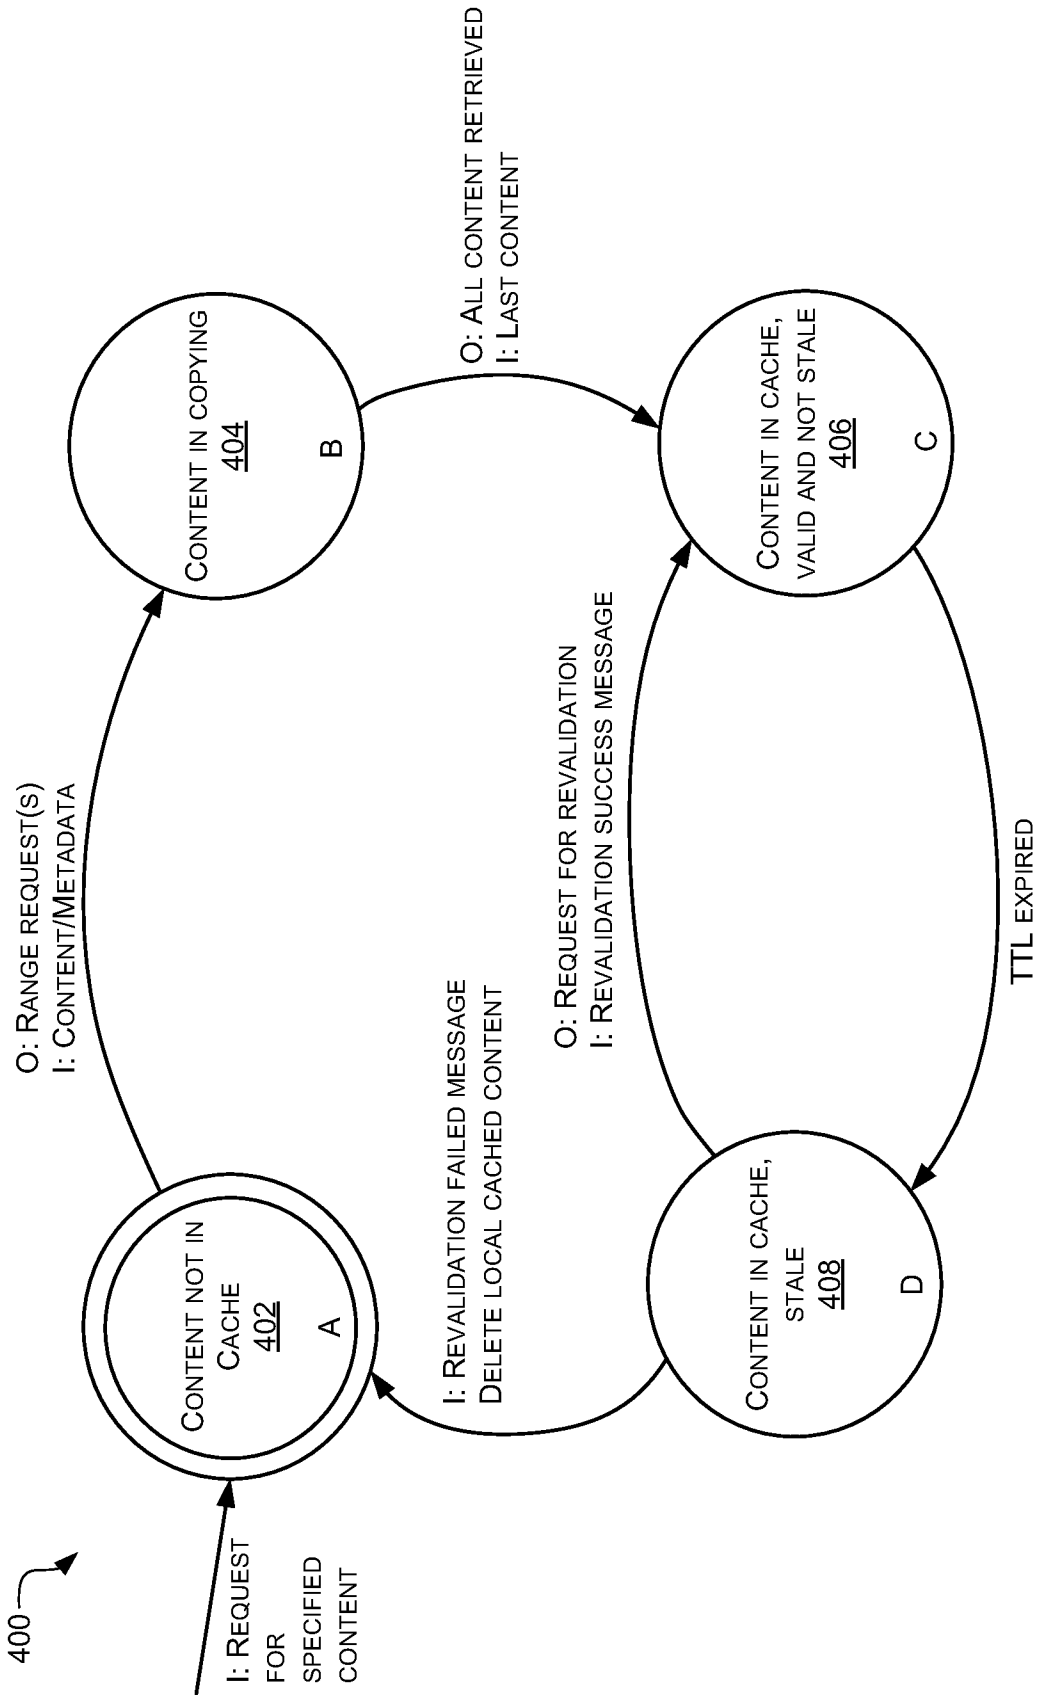 400
I: REQUEST
FOR
SPECIFIED
CONTENT
CONTENT NOT IN
CACHE
402
A
O: RANGE REQUEST(S)
I: CONTENT/METADATA
CONTENT IN COPYING
404
B
O: ALL CONTENT RETRIEVED
I: LAST CONTENT
I: REVALIDATION FAILED MESSAGE
DELETE LOCAL CACHED CONTENT
O: REQUEST FOR REVALIDATION
I: REVALIDATION SUCCESS MESSAGE
CONTENT IN CACHE,
STALE
408
D
CONTENT IN CACHE,
VALID AND NOT STALE
406
C
TTL EXPIRED